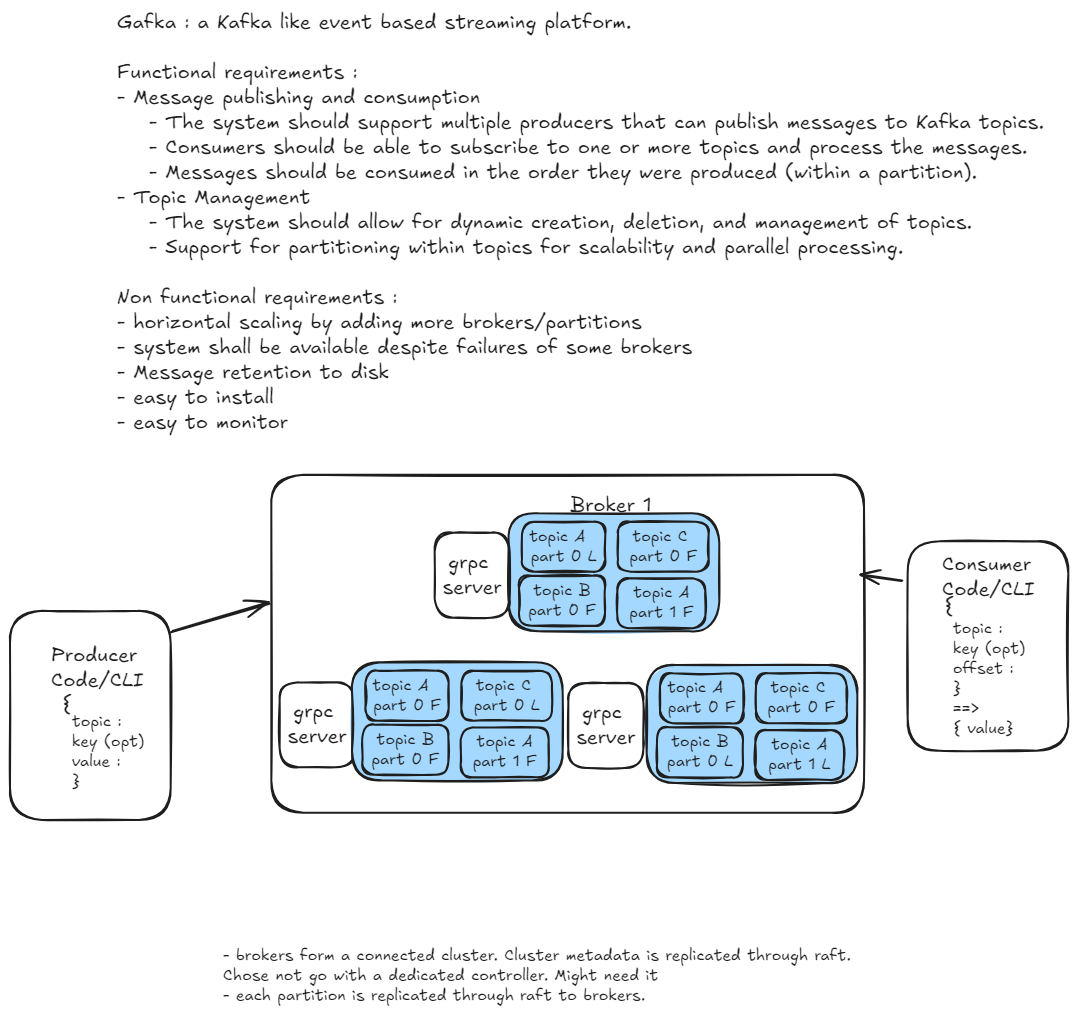 Gafka : a Kafka like event based streaming platform.
Functional requirements :
- Message publishing and consumption
- The system should support multiple producers that can publish messages to Kafka topics.
- Consumers should be able to subscribe to one or more topics and process the messages.
- Messages should be consumed in the order they were produced (within a partition).
- Topic Management
- The system should allow for dynamic creation, deletion, and management of topics.
- Support for partitioning within topics for scalability and parallel processing.
Non functional requirements :
- horizontal scaling by adding more brokers/partitions
- system shall be available despite failures of some brokers
- Message retention to disk
- easy to install
- easy to monitor
Broker 1
grpc
server
topic A
part 0 L
topic C
part 0 F
topic B
part 0 F
topic A
part 1 F
Producer
Code/CLI
{
topic :
key (opt)
value :
}
grpc
server
topic A
part 0 F
topic C
part 0 L
topic B
part 0 F
topic A
part 1 F
grpc
server
topic A
part 0 F
topic C
part 0 F
topic B
part 0 L
topic A
part 1 L
Consumer
Code/CLI
{
topic :
key (opt)
offset :
}
==>
{ value}
- brokers form a connected cluster. Cluster metadata is replicated through raft.
Chose not go with a dedicated controller. Might need it
- each partition is replicated through raft to brokers.